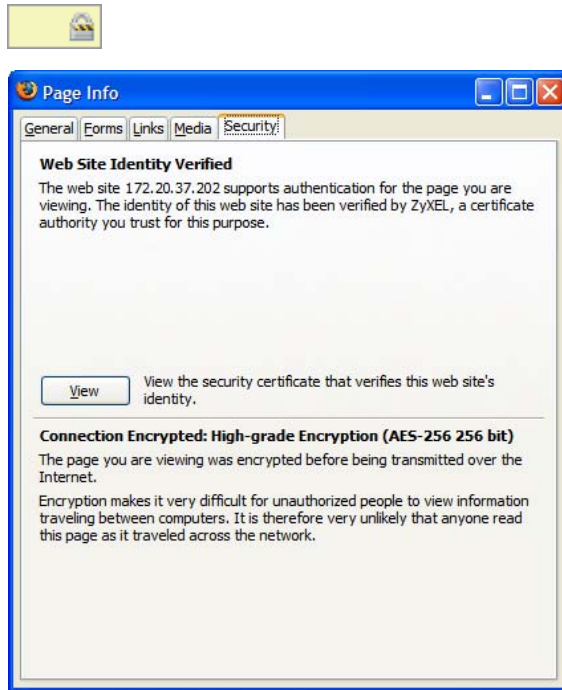 Page Info
General Forms Links Media Security
Web Site Identity Verified
The web site 172.20.37.202 supports authentication for the page you are
viewing. The identity of this web site has been verified by ZyXEL, a certificate
authority you trust for this purpose.
View
View the security certificate that verifies this web site's
identity.
Connection Encrypted: High-grade Encryption (AES-256 256 bit)
The page you are viewing was encrypted before being transmitted over the
Internet.
Encryption makes it very difficult for unauthorized people to view information
traveling between computers. It is therefore very unlikely that anyone read
this page as it traveled across the network.